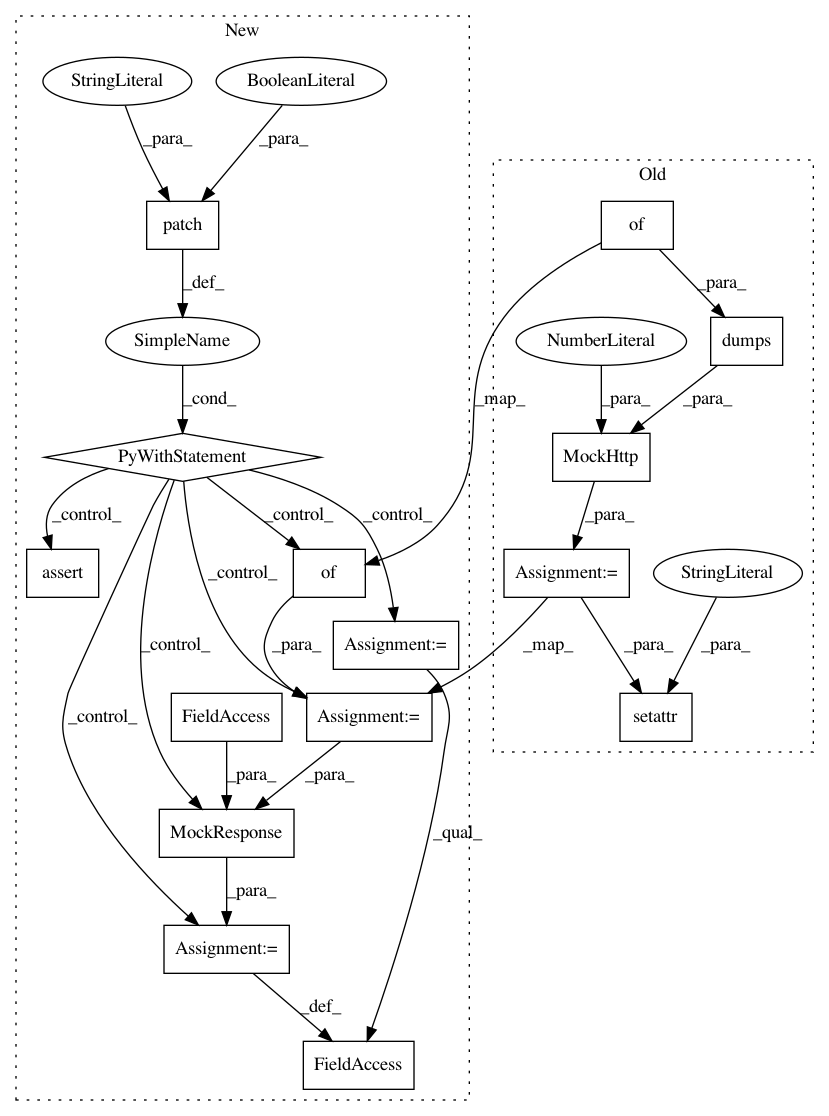 New
StringLiteral
BooleanLiteral
_para_
_para_
Old
patch
of
_def_
_para_
SimpleName
NumberLiteral
dumps
_cond_
_map_
_para_
_para_
PyWithStatement
MockHttp
_control_
_control_
_control_
_para_
assert
_control_
of
Assignment:=
StringLiteral
_control_
_para_
Assignment:=
_map_
_para_
_para_
_control_
FieldAccess
Assignment:=
setattr
_para_
_para_
MockResponse
_qual_
_para_
Assignment:=
_def_
FieldAccess